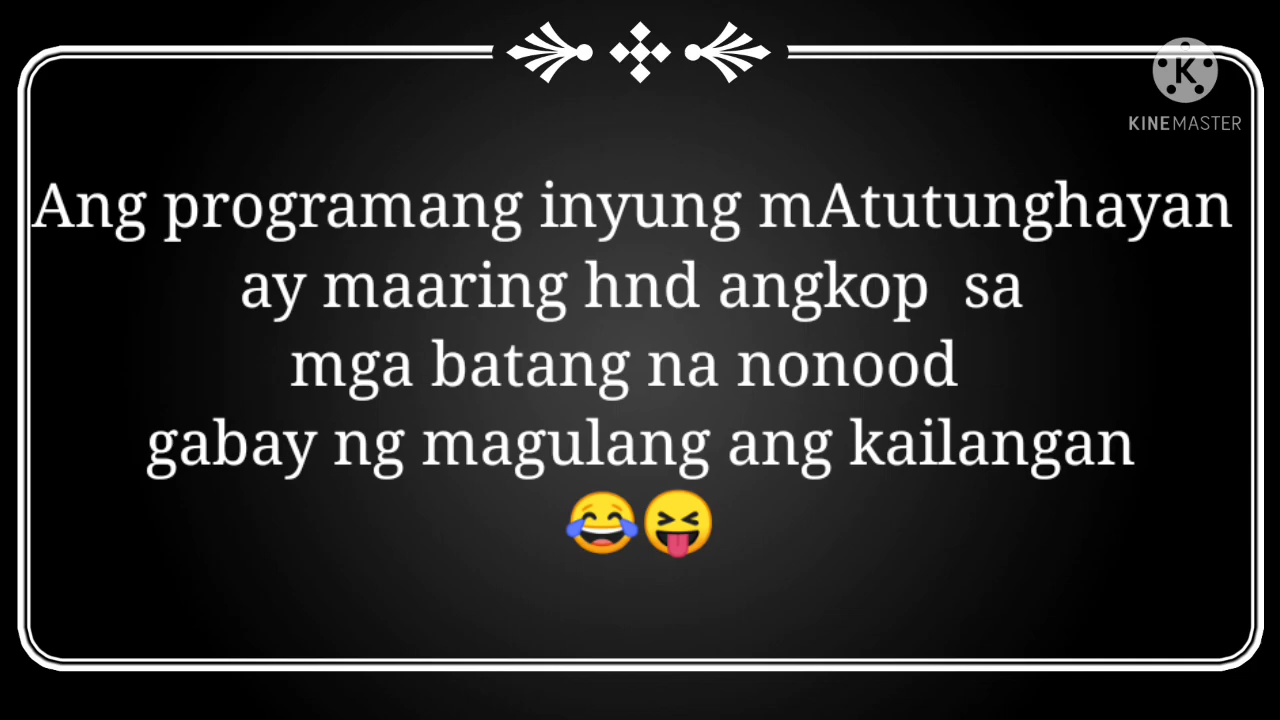 KINEMASTER
Ang programang inyung mAtutunghayan
ay maaring hnd angkop  sa
mga batang na nonood
gabay ng magulang ang kailangan
😂😝